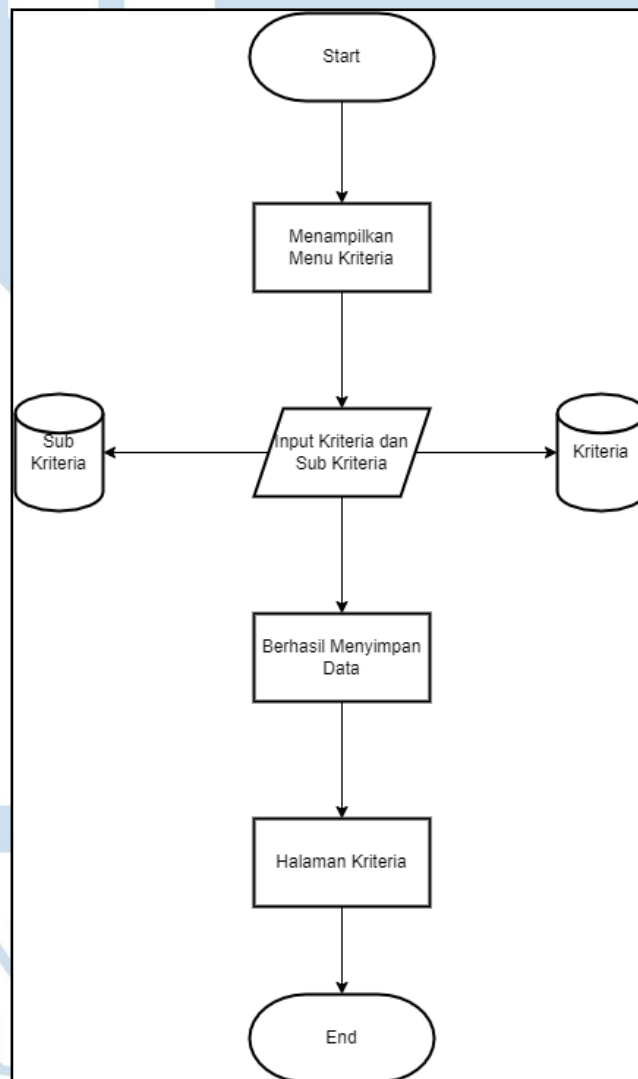 Start
Menampilkan
Menu Kriteria
Sub
Kriteria
Input Kriteria dan
Sub Kriteria
Kriteria
Berhasil Menyimpan
Data
Halaman Kriteria
End